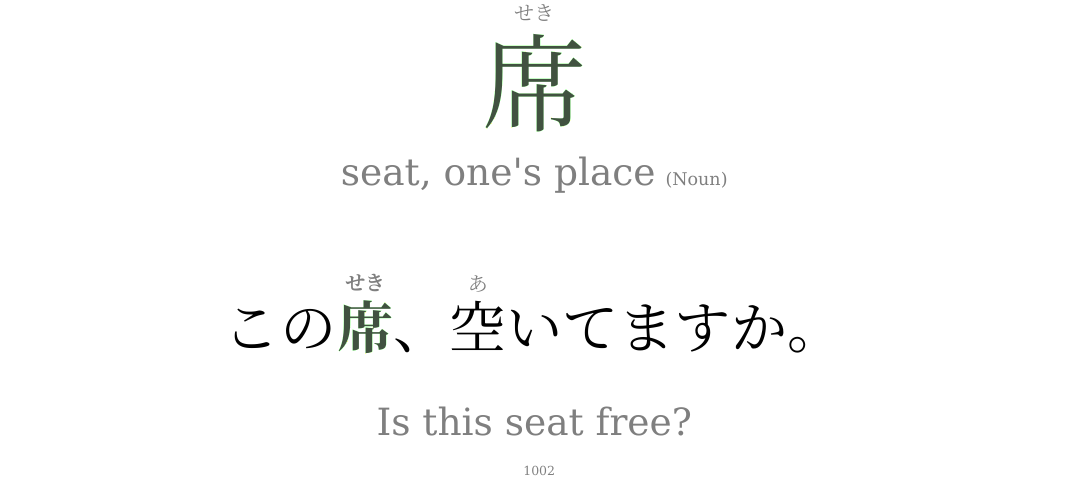 せき
席
seat, one's place (Noun)
せき あ
この席、空いてますか。
Is this seat free?
1002